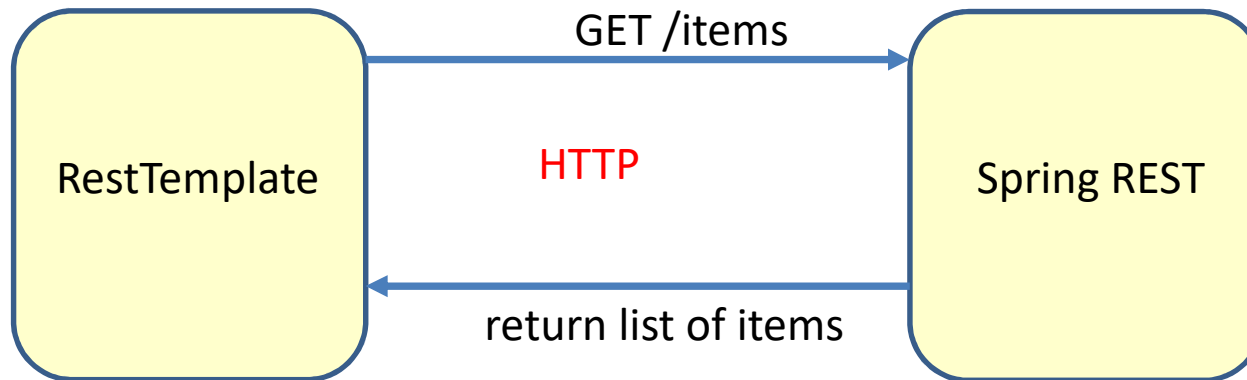 GET /items
RestTemplate
HTTP
Spring REST
return list of items